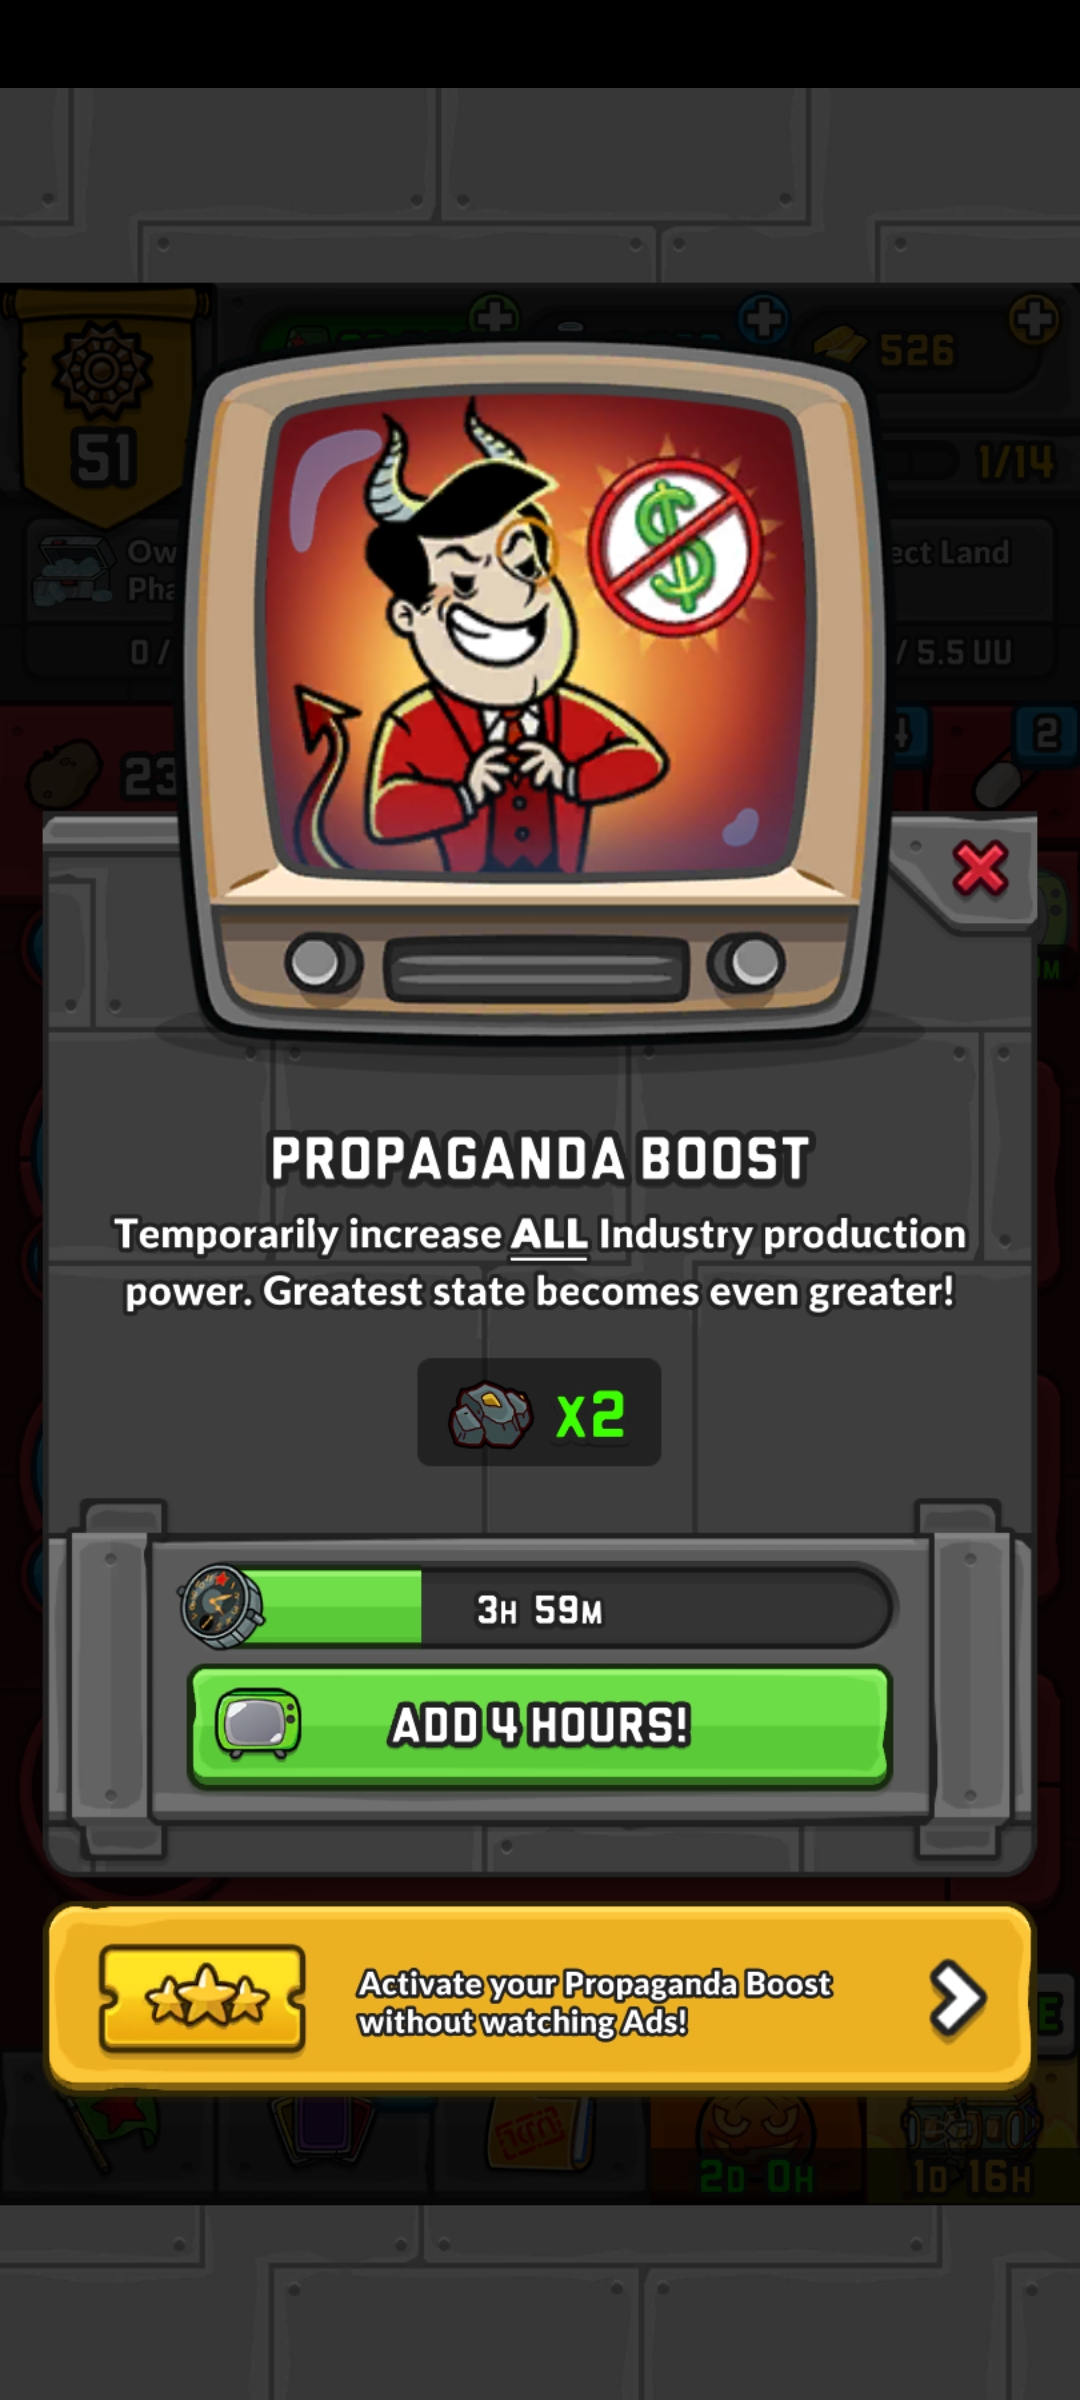 526
51
1/14
Ow
Pha
ect Land
0 /
/ 5.5 UU
23
4
2
M
PROPAGANDA BOOST
Temporarily increase ALL Industry production
power. Greatest state becomes even greater!
X2
3H 59M
ADD 4 HOURS!
Activate your Propaganda Boost
without watching Ads!
E
2D 0H
1D 16H